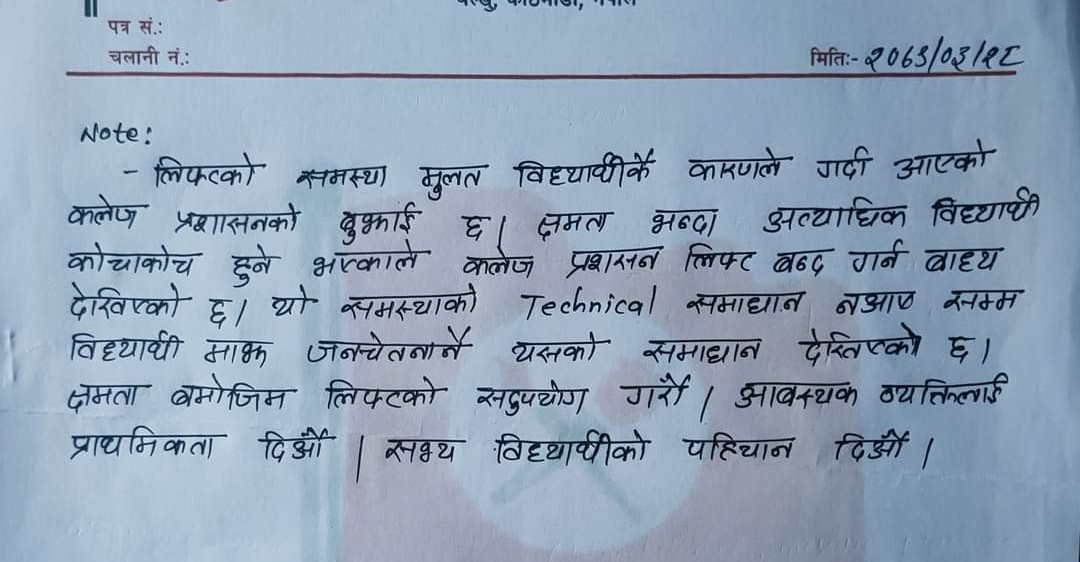 पत्र सं.:
चलानी नं.:
मितिः- २०८१/०३/१८
Note:
- लिफ्टको समस्या मुलत विद्यार्थीकै कारणले गर्दा आएको
कलेज प्रशासनको बुझाई छ। क्षमता भन्दा अत्याधिक विद्यार्थी
कोचाकोच हुने भएकाले कलेज प्रशासन लिफ्ट बन्द गर्न बाध्य
देखिएको छ। यो समस्याको Technical समाधान नआए सम्म
विद्यार्थी माझ जनचेतनानै यसको समाधान देखिएको छ।
क्षमता बमोजिम लिफ्टको सदुपयोग गरौं। आवश्यक व्यक्तिलाई
प्राथमिकता दिऔं। सभ्य विद्यार्थीको पहिचान दिऔं।